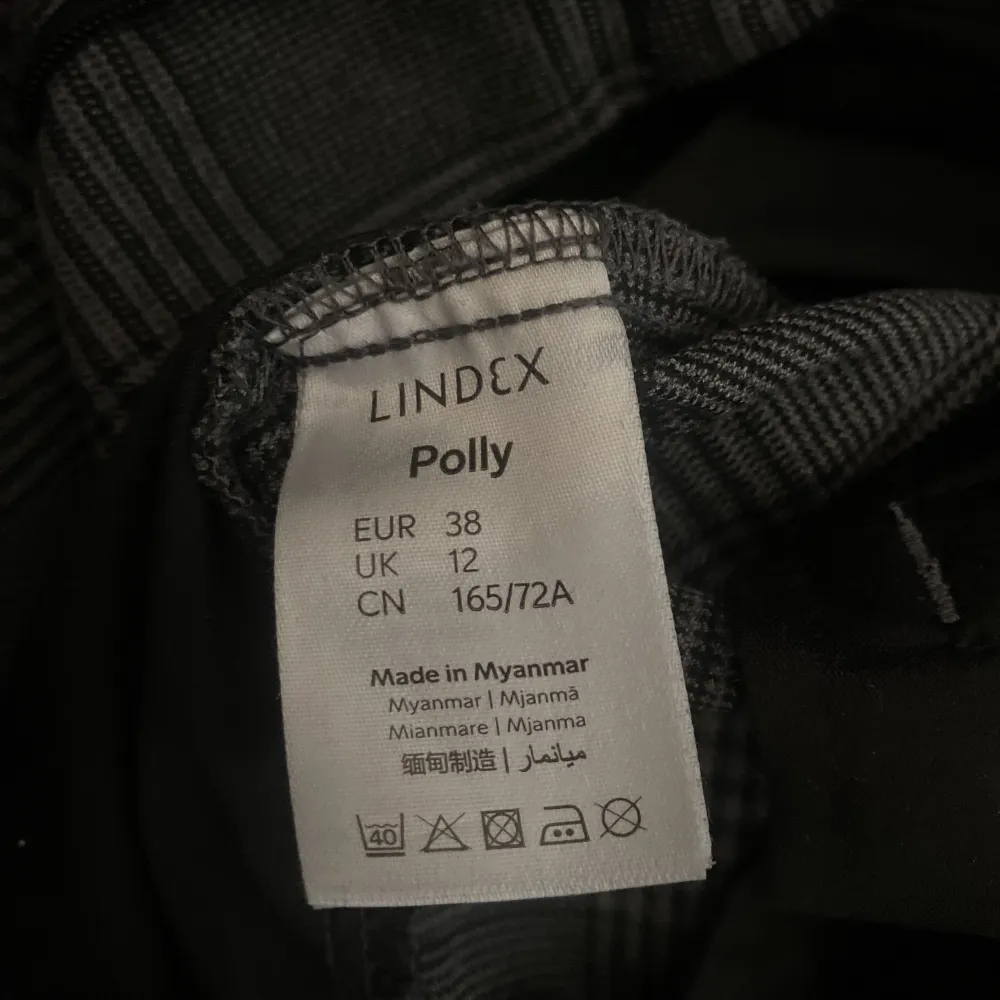 LINDEX
Polly
EUR 38
UK 12
CN 165/72A
Made in Myanmar
Myanmar | Mjanmā
Mianmare | Mjanma
缅甸制造 | ميانمار
40